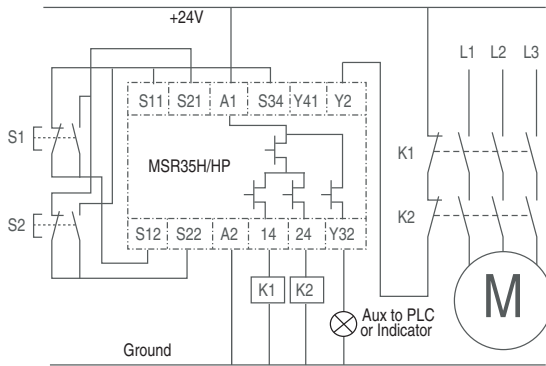 +24V
L1 L2 L3
S11 S21 A1 S34 Y41 Y2
S1
MSR35H/HP
K1
S2
K2
S12 S22 A2 14 24 Y32
K1 K2
M
Aux to PLC
or Indicator
Ground